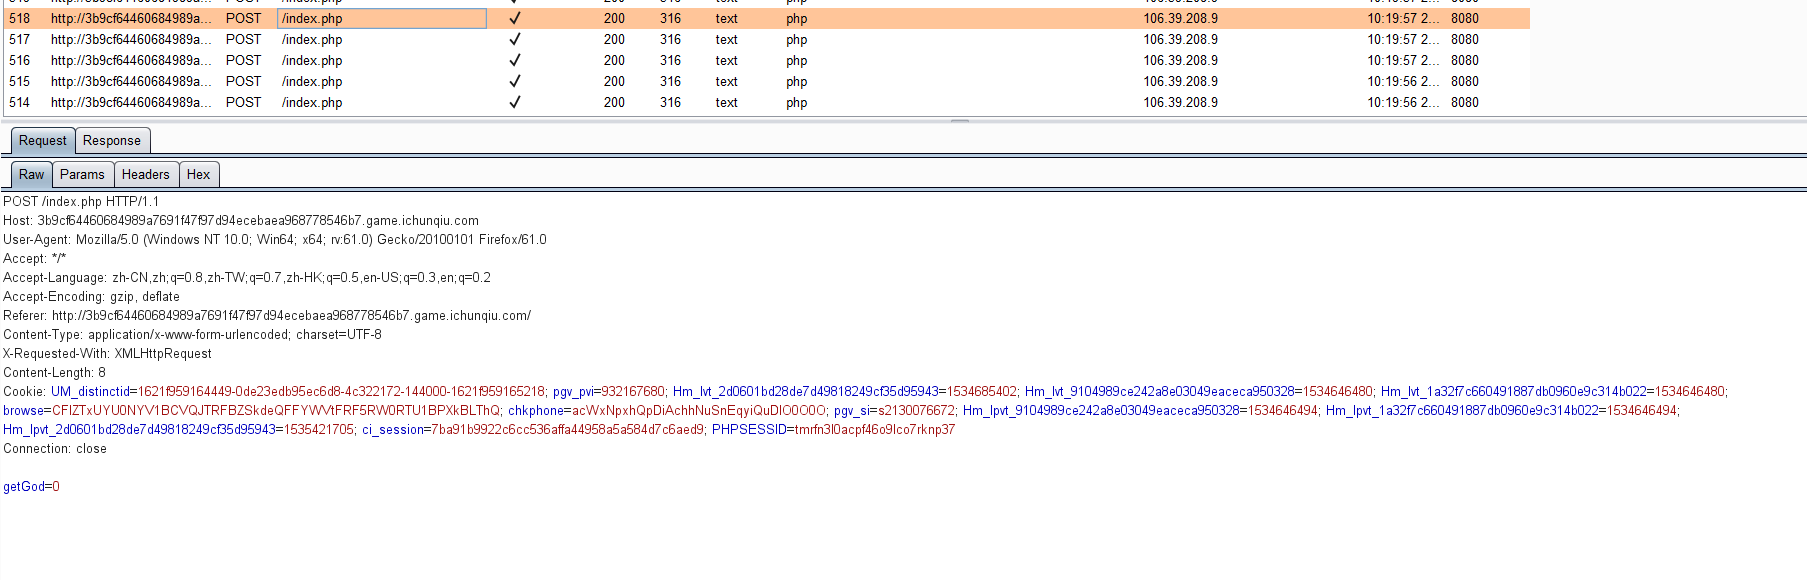 518 http://3b9cf64460684989a... POST /index.php ✓ 200 316 text php 106.39.208.9 10:19:57 2... 8080
517 http://3b9cf64460684989a... POST /index.php ✓ 200 316 text php 106.39.208.9 10:19:57 2... 8080
516 http://3b9cf64460684989a... POST /index.php ✓ 200 316 text php 106.39.208.9 10:19:57 2... 8080
515 http://3b9cf64460684989a... POST /index.php ✓ 200 316 text php 106.39.208.9 10:19:56 2... 8080
514 http://3b9cf64460684989a... POST /index.php ✓ 200 316 text php 106.39.208.9 10:19:56 2... 8080
Request Response
Raw Params Headers Hex
POST /index.php HTTP/1.1
Host: 3b9cf64460684989a7691f47f97d94ecebaea968778546b7.game.ichunqiu.com
User-Agent: Mozilla/5.0 (Windows NT 10.0; Win64; x64; rv:61.0) Gecko/20100101 Firefox/61.0
Accept: */*
Accept-Language: zh-CN,zh;q=0.8,zh-TW;q=0.7,zh-HK;q=0.5,en-US;q=0.3,en;q=0.2
Accept-Encoding: gzip, deflate
Referer: http://3b9cf64460684989a7691f47f97d94ecebaea968778546b7.game.ichunqiu.com/
Content-Type: application/x-www-form-urlencoded; charset=UTF-8
X-Requested-With: XMLHttpRequest
Content-Length: 8
Cookie: UM_distinctid=1621f959164449-0de23edb95ec6d8-4c322172-144000-1621f959165218; pgv_pvi=932167680; Hm_lvt_2d0601bd28de7d49818249cf35d95943=1534685402; Hm_lvt_9104989ce242a8e03049eaceca950328=1534646480; Hm_lvt_1a32f7c660491887db0960e9c314b022=1534646480;
browse=CFlZTxUYU0NYV1BCVQJTRFBZSkdeQFFYWVtFRF5RW0RTU1BPXkBLThQ; chkphone=acWxNpxhQpDiAchhNuSnEqyiQuDIO0O0O; pgv_si=s2130076672; Hm_lpvt_9104989ce242a8e03049eaceca950328=1534646494; Hm_lpvt_1a32f7c660491887db0960e9c314b022=1534646494;
Hm_lpvt_2d0601bd28de7d49818249cf35d95943=1535421705; ci_session=7ba91b9922c6cc536affa44958a5a584d7c6aed9; PHPSESSID=tmrfn3l0acpf46o9lco7rknp37
Connection: close
getGod=0